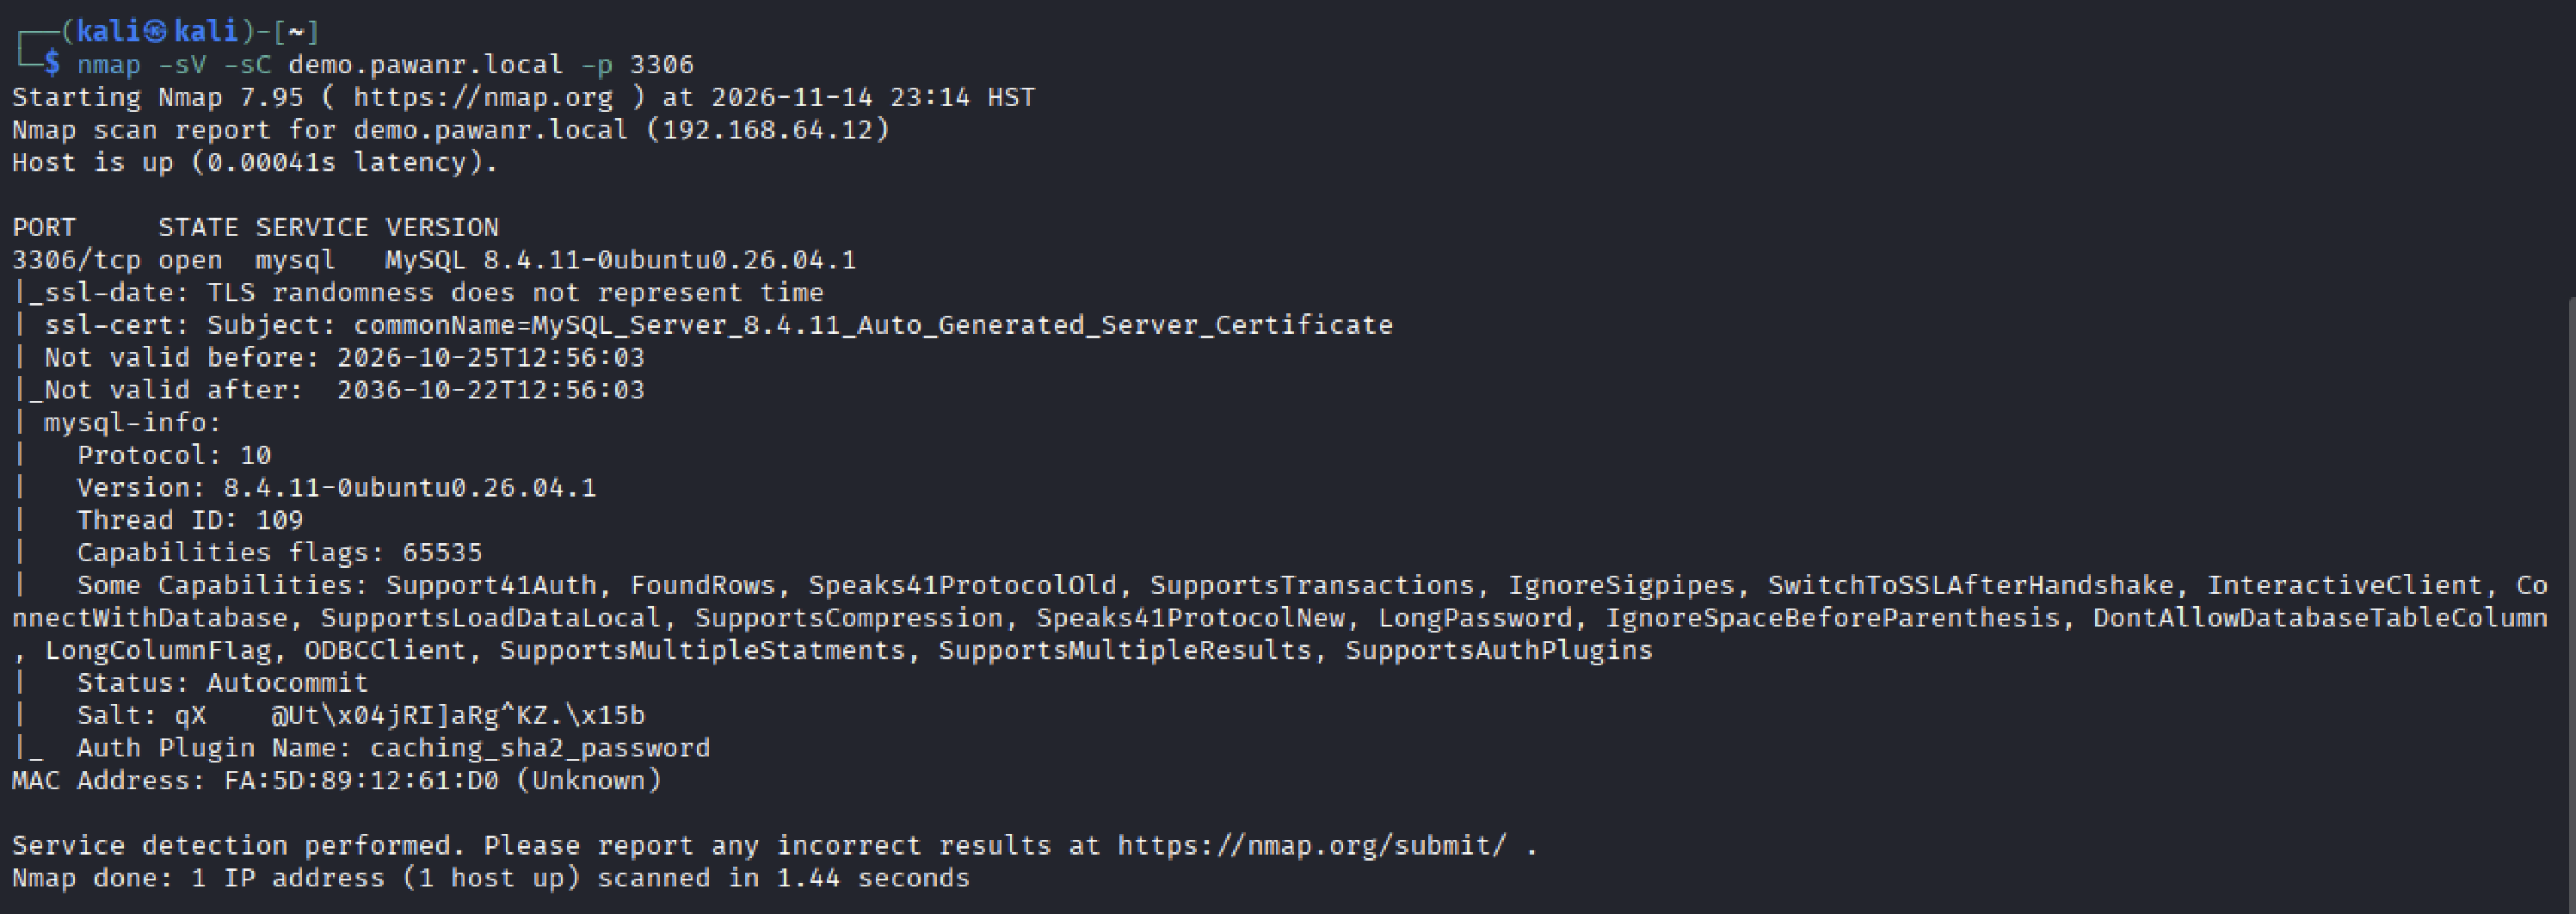 ┌──(kali㉿kali)-[~]
└─$ nmap -sV -sC demo.pawanr.local -p 3306
Starting Nmap 7.95 ( https://nmap.org ) at 2026-11-14 23:14 HST
Nmap scan report for demo.pawanr.local (192.168.64.12)
Host is up (0.00041s latency).

PORT     STATE SERVICE VERSION
3306/tcp open  mysql   MySQL 8.4.11-0ubuntu0.26.04.1
|_ssl-date: TLS randomness does not represent time
| ssl-cert: Subject: commonName=MySQL_Server_8.4.11_Auto_Generated_Server_Certificate
| Not valid before: 2026-10-25T12:56:03
|_Not valid after:  2036-10-22T12:56:03
| mysql-info:
|   Protocol: 10
|   Version: 8.4.11-0ubuntu0.26.04.1
|   Thread ID: 109
|   Capabilities flags: 65535
|   Some Capabilities: Support41Auth, FoundRows, Speaks41ProtocolOld, SupportsTransactions, IgnoreSigpipes, SwitchToSSLAfterHandshake, InteractiveClient, Co
nnectWithDatabase, SupportsLoadDataLocal, SupportsCompression, Speaks41ProtocolNew, LongPassword, IgnoreSpaceBeforeParenthesis, DontAllowDatabaseTableColumn
, LongColumnFlag, ODBCClient, SupportsMultipleStatments, SupportsMultipleResults, SupportsAuthPlugins
|   Status: Autocommit
|   Salt: qX    @Ut\x04jRI]aRg^KZ.\x15b
|_  Auth Plugin Name: caching_sha2_password
MAC Address: FA:5D:89:12:61:D0 (Unknown)

Service detection performed. Please report any incorrect results at https://nmap.org/submit/ .
Nmap done: 1 IP address (1 host up) scanned in 1.44 seconds